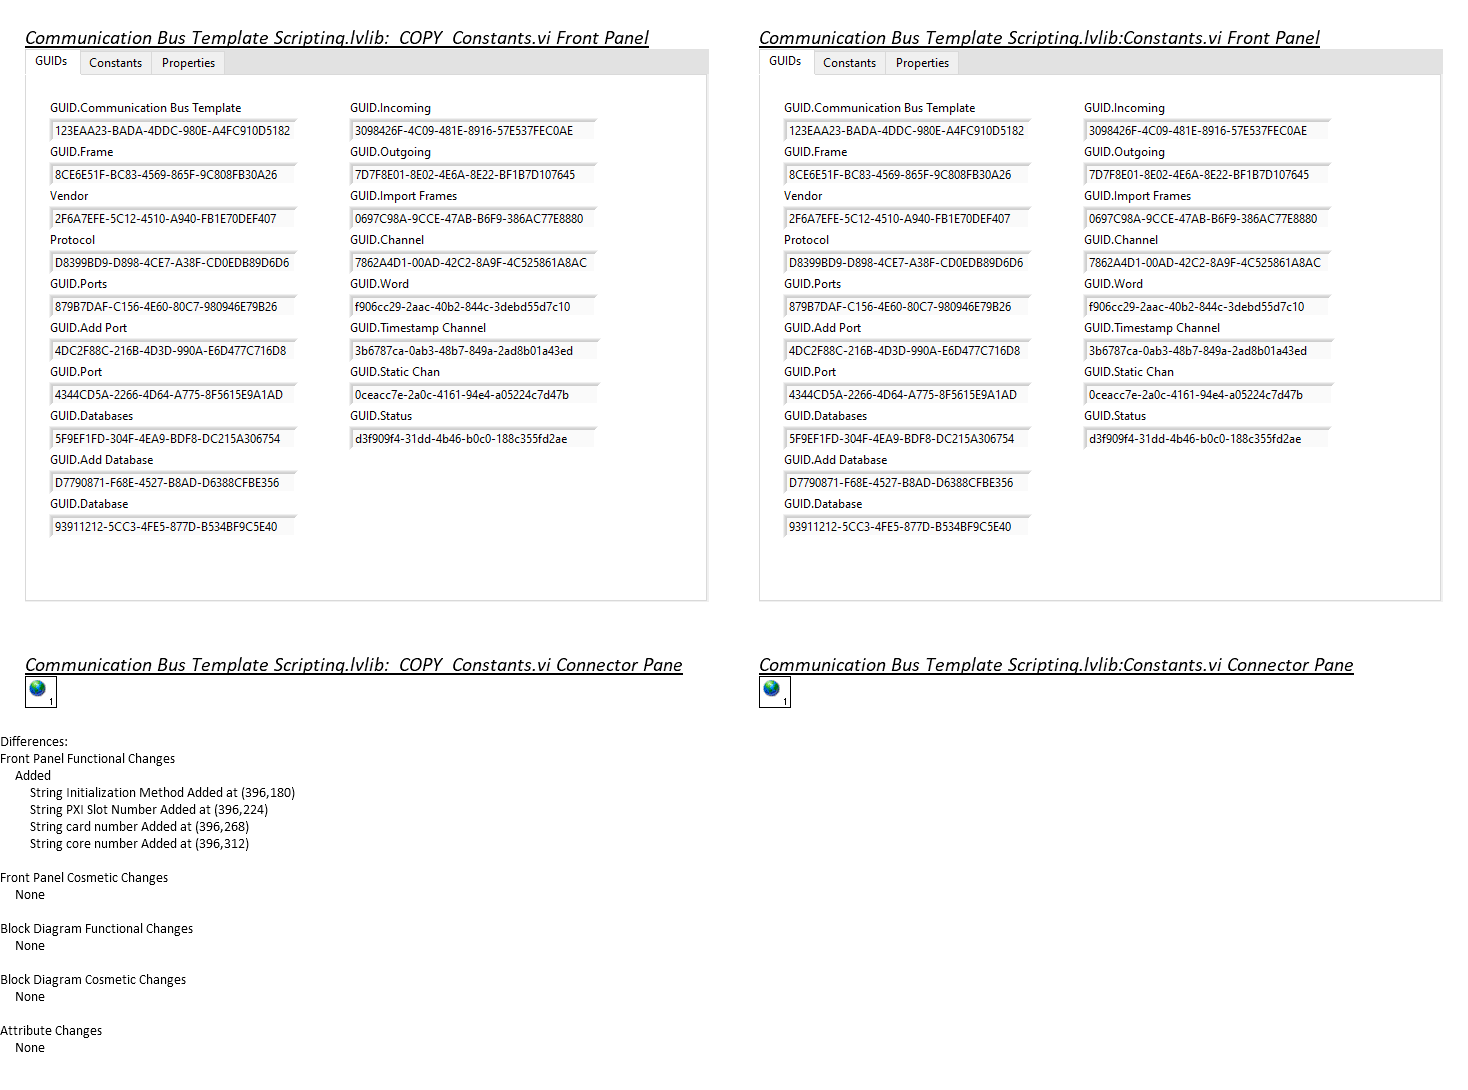 Communication Bus Template Scripting.lvlib:_COPY_Constants.vi Front Panel
GUIDs Constants Properties
GUID.Communication Bus Template
123EAA23-BADA-4DDC-980E-A4FC910D5182
GUID.Frame
8CE6E51F-BC83-4569-865F-9C808FB30A26
Vendor
2F6A7EFE-5C12-4510-A940-FB1E70DEF407
Protocol
D8399BD9-D898-4CE7-A38F-CD0EDB89D6D6
GUID.Ports
879B7DAF-C156-4E60-80C7-980946E79B26
GUID.Add Port
4DC2F88C-216B-4D3D-990A-E6D477C716D8
GUID.Port
4344CD5A-2266-4D64-A775-8F5615E9A1AD
GUID.Databases
5F9EF1FD-304F-4EA9-BDF8-DC215A306754
GUID.Add Database
D7790871-F68E-4527-B8AD-D6388CFBE356
GUID.Database
93911212-5CC3-4FE5-877D-B534BF9C5E40
GUID.Incoming
3098426F-4C09-481E-8916-57E537FEC0AE
GUID.Outgoing
7D7F8E01-8E02-4E6A-8E22-BF1B7D107645
GUID.Import Frames
0697C98A-9CCE-47AB-B6F9-386AC77E8880
GUID.Channel
7862A4D1-00AD-42C2-8A9F-4C525861A8AC
GUID.Word
f906cc29-2aac-40b2-844c-3debd55d7c10
GUID.Timestamp Channel
3b6787ca-0ab3-48b7-849a-2ad8b01a43ed
GUID.Static Chan
0ceacc7e-2a0c-4161-94e4-a05224c7d47b
GUID.Status
d3f909f4-31dd-4b46-b0c0-188c355fd2ae
Communication Bus Template Scripting.lvlib:Constants.vi Front Panel
GUIDs Constants Properties
GUID.Communication Bus Template
123EAA23-BADA-4DDC-980E-A4FC910D5182
GUID.Frame
8CE6E51F-BC83-4569-865F-9C808FB30A26
Vendor
2F6A7EFE-5C12-4510-A940-FB1E70DEF407
Protocol
D8399BD9-D898-4CE7-A38F-CD0EDB89D6D6
GUID.Ports
879B7DAF-C156-4E60-80C7-980946E79B26
GUID.Add Port
4DC2F88C-216B-4D3D-990A-E6D477C716D8
GUID.Port
4344CD5A-2266-4D64-A775-8F5615E9A1AD
GUID.Databases
5F9EF1FD-304F-4EA9-BDF8-DC215A306754
GUID.Add Database
D7790871-F68E-4527-B8AD-D6388CFBE356
GUID.Database
93911212-5CC3-4FE5-877D-B534BF9C5E40
GUID.Incoming
3098426F-4C09-481E-8916-57E537FEC0AE
GUID.Outgoing
7D7F8E01-8E02-4E6A-8E22-BF1B7D107645
GUID.Import Frames
0697C98A-9CCE-47AB-B6F9-386AC77E8880
GUID.Channel
7862A4D1-00AD-42C2-8A9F-4C525861A8AC
GUID.Word
f906cc29-2aac-40b2-844c-3debd55d7c10
GUID.Timestamp Channel
3b6787ca-0ab3-48b7-849a-2ad8b01a43ed
GUID.Static Chan
0ceacc7e-2a0c-4161-94e4-a05224c7d47b
GUID.Status
d3f909f4-31dd-4b46-b0c0-188c355fd2ae
Communication Bus Template Scripting.lvlib:_COPY_Constants.vi Connector Pane
1
Communication Bus Template Scripting.lvlib:Constants.vi Connector Pane
1
Differences:
Front Panel Functional Changes
Added
String Initialization Method Added at (396,180)
String PXI Slot Number Added at (396,224)
String card number Added at (396,268)
String core number Added at (396,312)
Front Panel Cosmetic Changes
None
Block Diagram Functional Changes
None
Block Diagram Cosmetic Changes
None
Attribute Changes
None